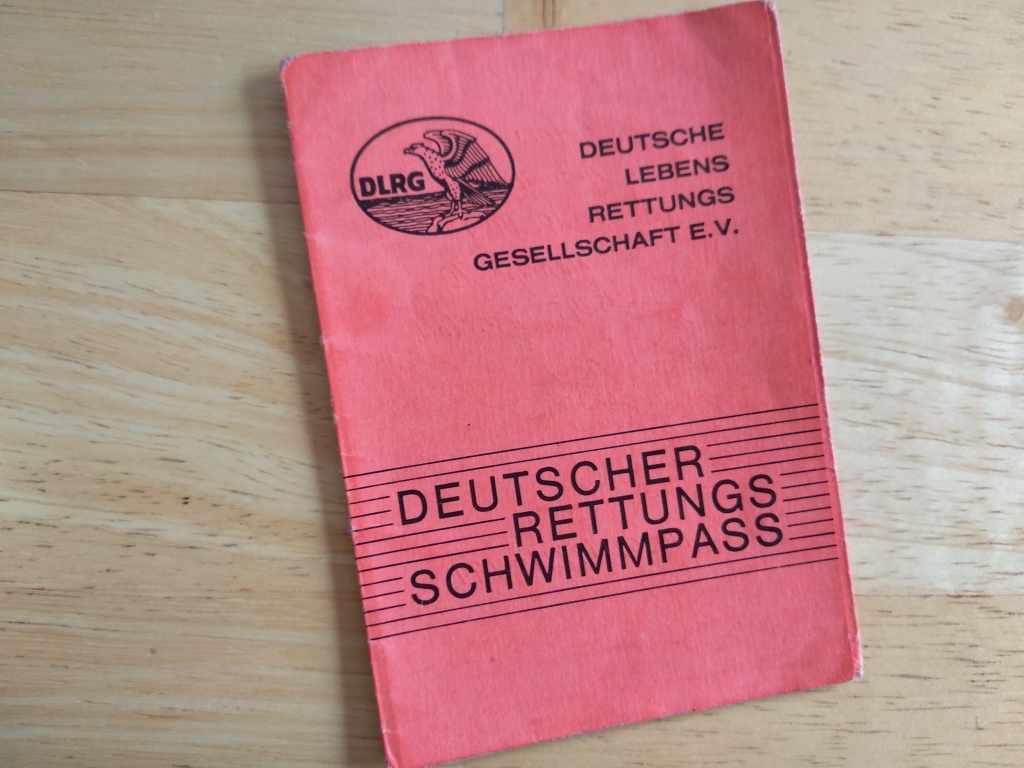 DLRG
DEUTSCHE
LEBENS
RETTUNGS
GESELLSCHAFT E.V.
DEUTSCHER
RETTUNGS
SCHWIMMPASS